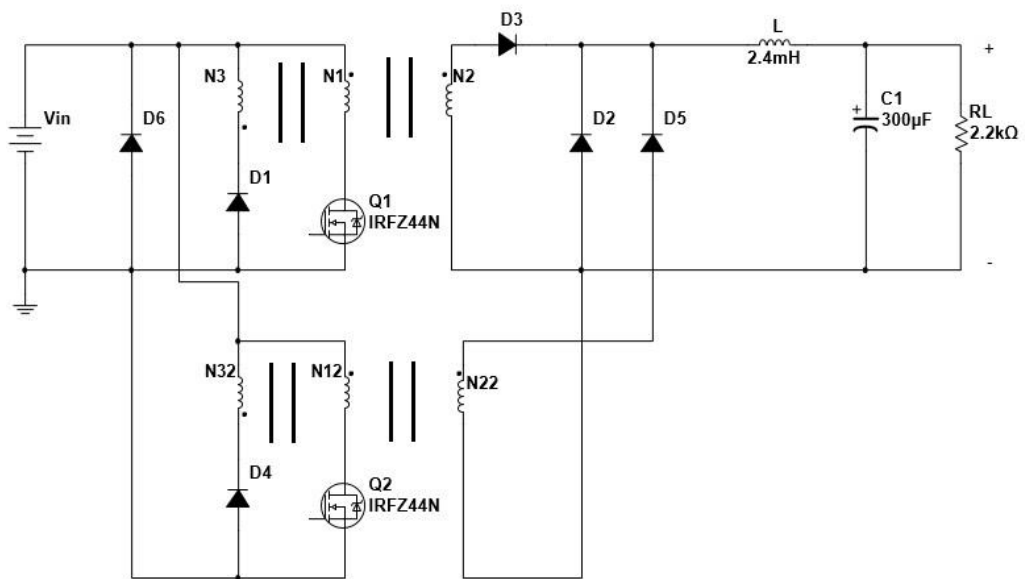 D3
L
2.4mH
N3
N1
N2
Vin
D6
D2
D5
C1
300µF
RL
2.2kΩ
+
+
-
D1
Q1
IRFZ44N
N32
N12
N22
D4
Q2
IRFZ44N